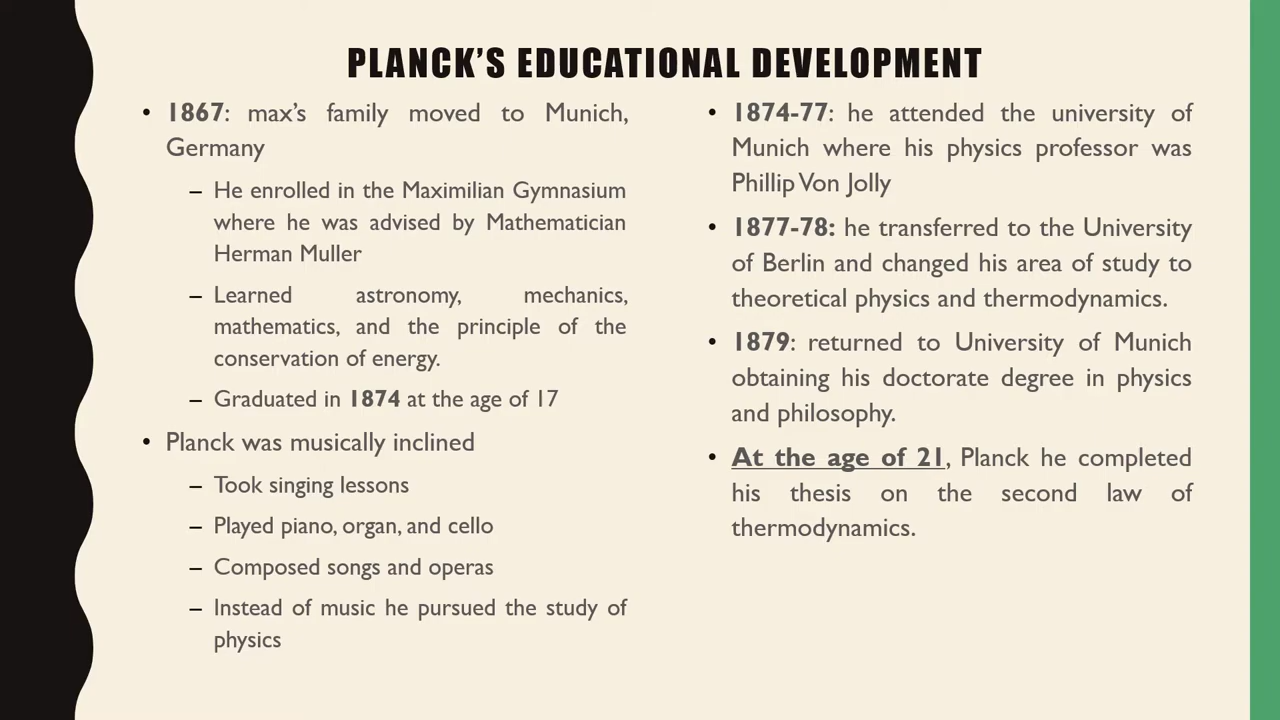 PLANCK'S EDUCATIONAL DEVELOPMENT
• 1867: max's family moved to Munich,
Germany
– He enrolled in the Maximilian Gymnasium
where he was advised by Mathematician
Herman Muller
– Learned astronomy, mechanics,
mathematics, and the principle of the
conservation of energy.
– Graduated in 1874 at the age of 17
• Planck was musically inclined
– Took singing lessons
– Played piano, organ, and cello
– Composed songs and operas
– Instead of music he pursued the study of
physics
• 1874-77: he attended the university of
Munich where his physics professor was
Phillip Von Jolly
• 1877-78: he transferred to the University
of Berlin and changed his area of study to
theoretical physics and thermodynamics.
• 1879: returned to University of Munich
obtaining his doctorate degree in physics
and philosophy.
• At the age of 21, Planck he completed
his thesis on the second law of
thermodynamics.